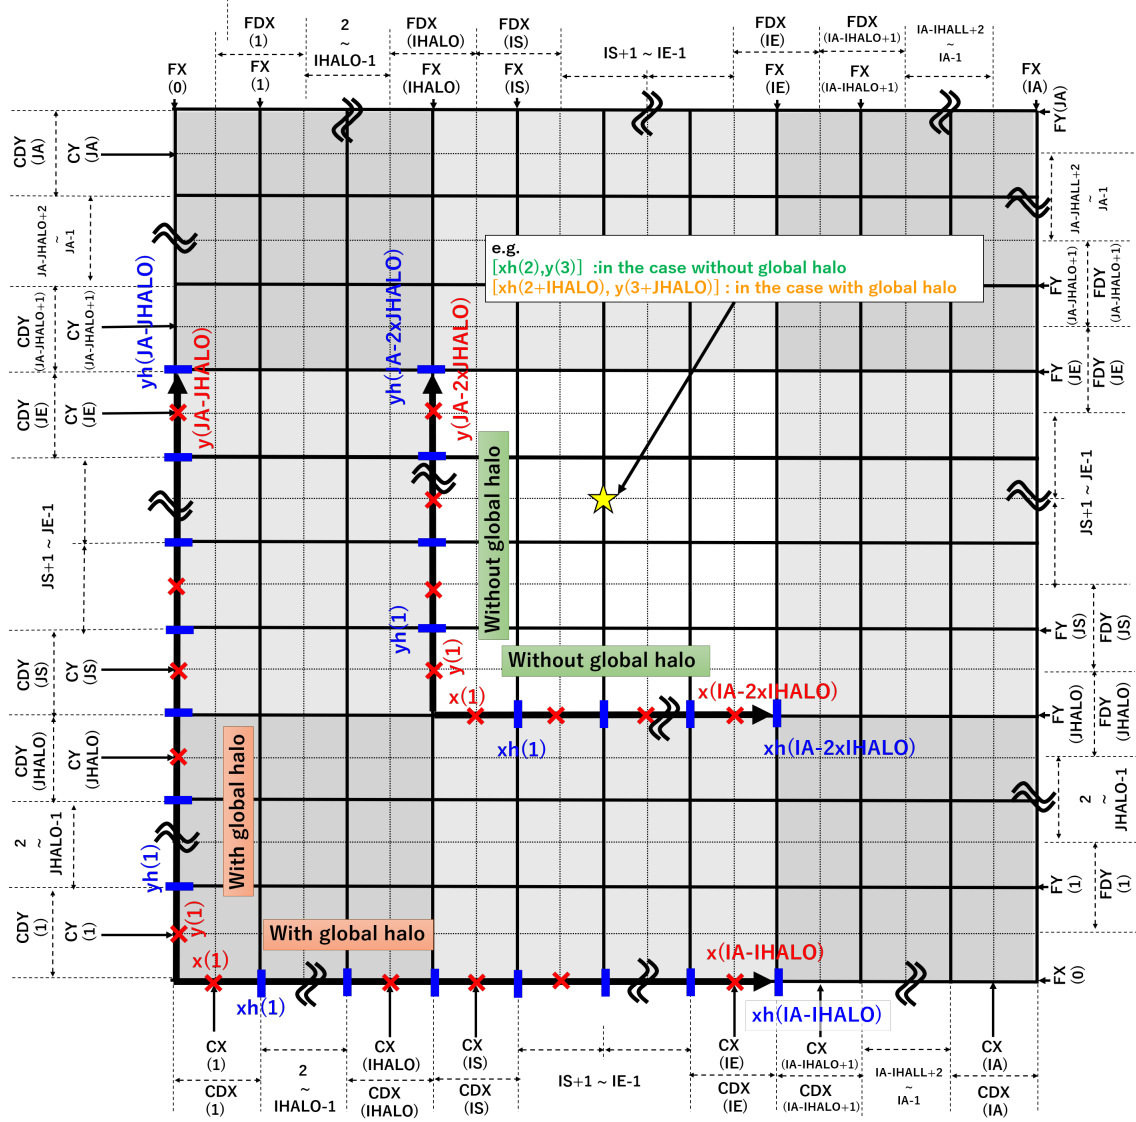 FDX
(1)
2
~
IHALO-1
FDX
(IHALO)
FDX
(IS)
IS+1 ~ IE-1
FDX
(IE)
FDX
(IA-IHALO+1)
IA-IHALL+2
~
IA-1
FX
(0)
FX
(1)
FX
(IHALO)
FX
(IS)
FX
(IE)
FX
(IA-IHALO+1)
FX
(IA)
CDY
(JA)
CY
(JA)
JA-JHALO+2
~
JA-1
CDY
(JA-JHALO+1)
CY
(JA-JHALO+1)
CDY
(JE)
CY
(JE)
JS+1 ~ JE-1
CDY
(JS)
CY
(JS)
CDY
(JHALO)
CY
(JHALO)
2
~
JHALO-1
CDY
(1)
CY
(1)
yh(JA-JHALO)
y(JA-JHALO)
yh(JA-2xJHALO)
y(JA-2xJHALO)
e.g.
[xh(2),y(3)] :in the case without global halo
[xh(2+IHALO), y(3+JHALO)] : in the case with global halo
Without global halo
yh(1)
y(1)
Without global halo
x(1)
x(IA-2xIHALO)
xh(1)
xh(IA-2xIHALO)
With global halo
yh(1)
y(1)
With global halo
x(1)
x(IA-IHALO)
xh(1)
xh(IA-IHALO)
FY(JA)
JA-JHALL+2
~
JA-1
FY
(JA-JHALO+1)
FDY
(JA-JHALO+1)
FY
(JE)
FDY
(JE)
JS+1 ~ JE-1
FY
(JS)
FDY
(JS)
FY
(JHALO)
FDY
(JHALO)
2
~
JHALO-1
FY
(1)
FDY
(1)
FX
(0)
CX
(1)
CX
(IHALO)
CX
(IS)
CX
(IE)
CX
(IA-IHALO+1)
CX
(IA)
CDX
(1)
2
~
IHALO-1
CDX
(IHALO)
CDX
(IS)
IS+1 ~ IE-1
CDX
(IE)
CDX
(IA-IHALO+1)
IA-IHALL+2
~
IA-1
CDX
(IA)